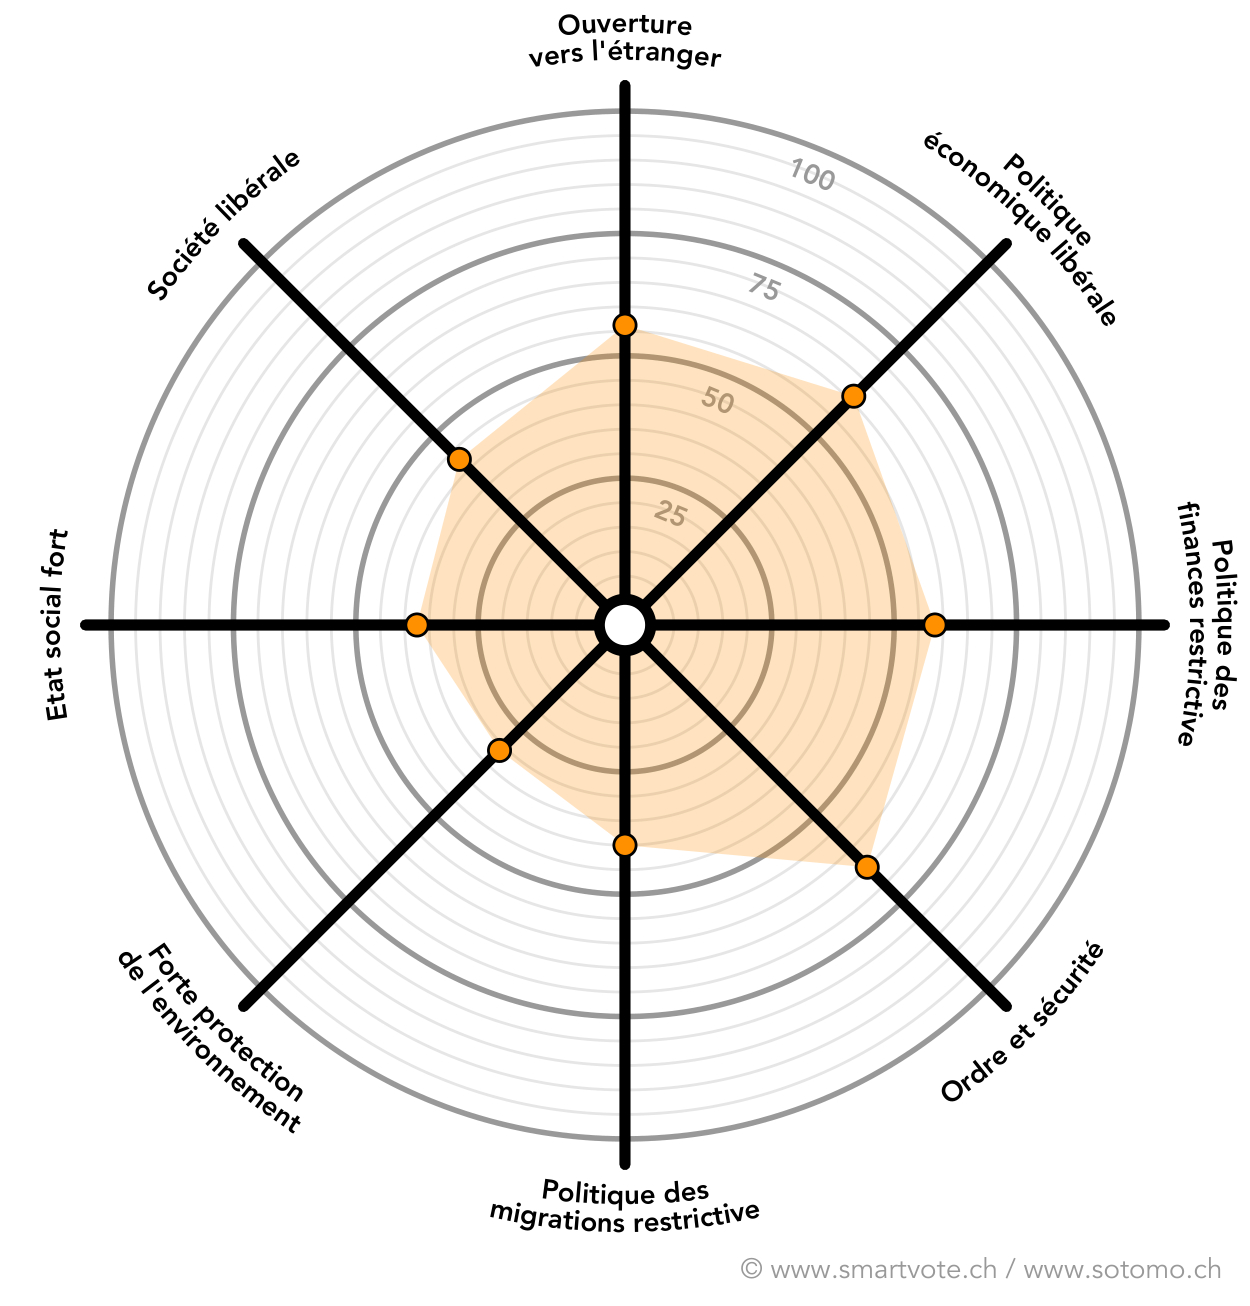 Ouverture
vers l'étranger
Politique
économique libérale
Politique des
finances restrictive
Ordre et sécurité
Politique des
migrations restrictive
Forte protection
de l'environnement
Etat social fort
Société libérale
100
75
50
25
© www.smartvote.ch / www.sotomo.ch